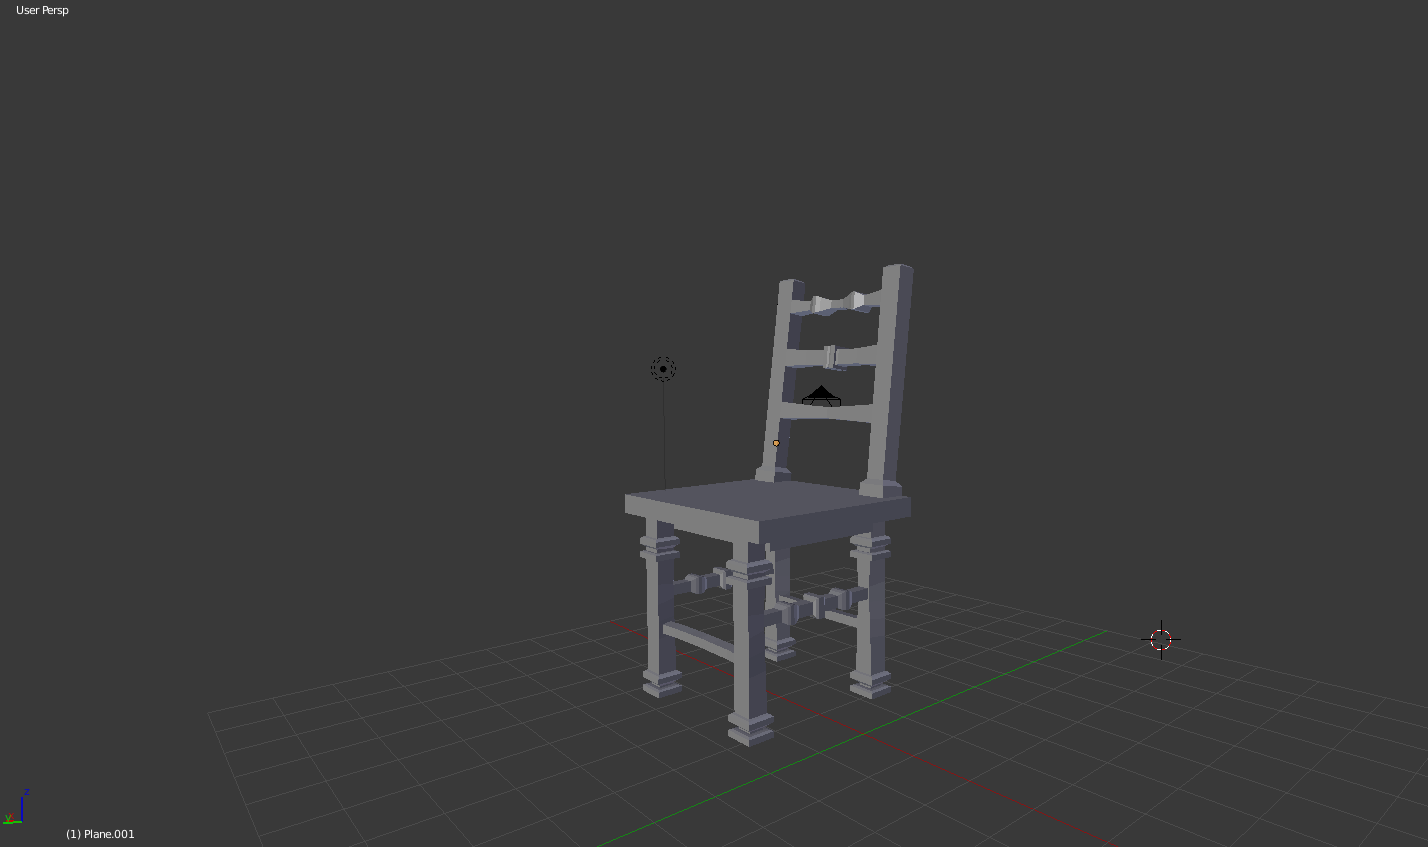 User Persp
z
y
(1) Plane.001